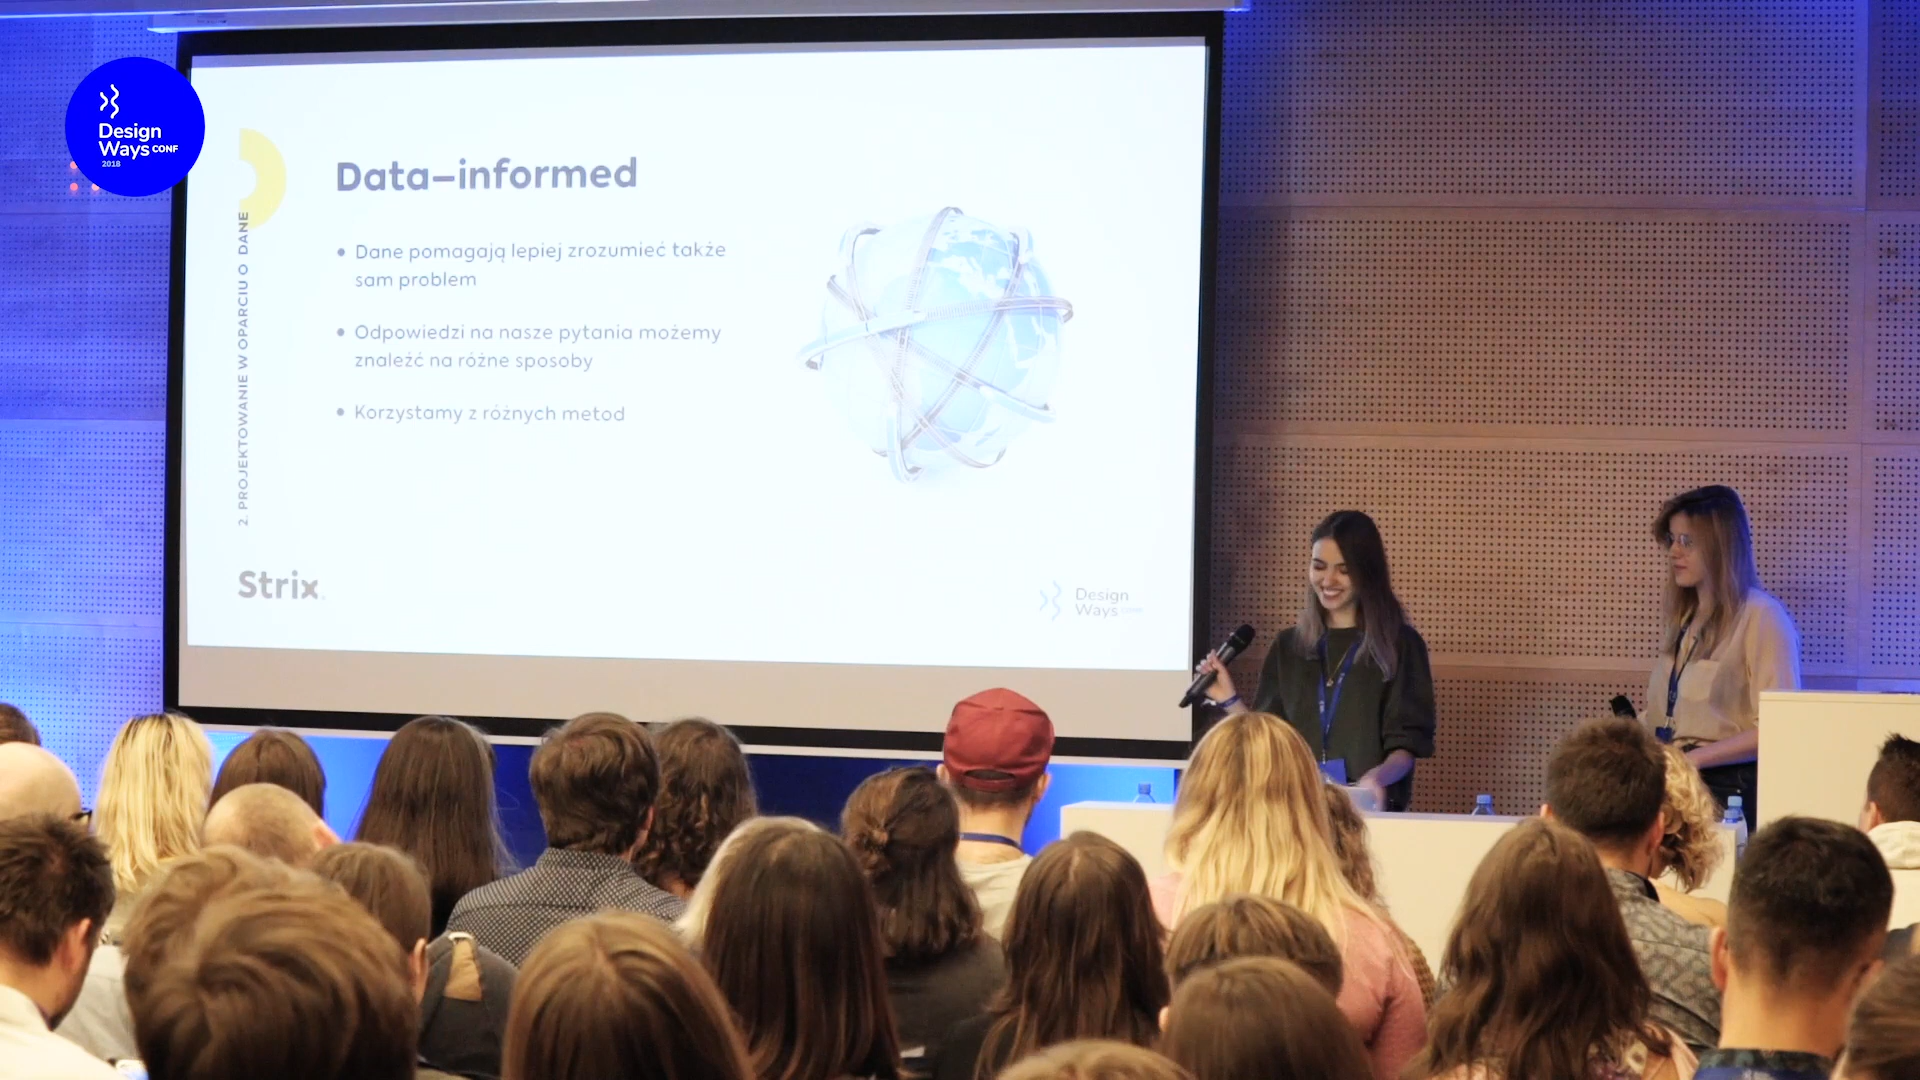 Design
Ways CONF
2018
2. PROJEKTOWANIE W OPARCIU O DANE
Data–informed
• Dane pomagają lepiej zrozumieć także
sam problem
• Odpowiedzi na nasze pytania możemy
znaleźć na różne sposoby
• Korzystamy z różnych metod
Strix.
Design
Ways CONF